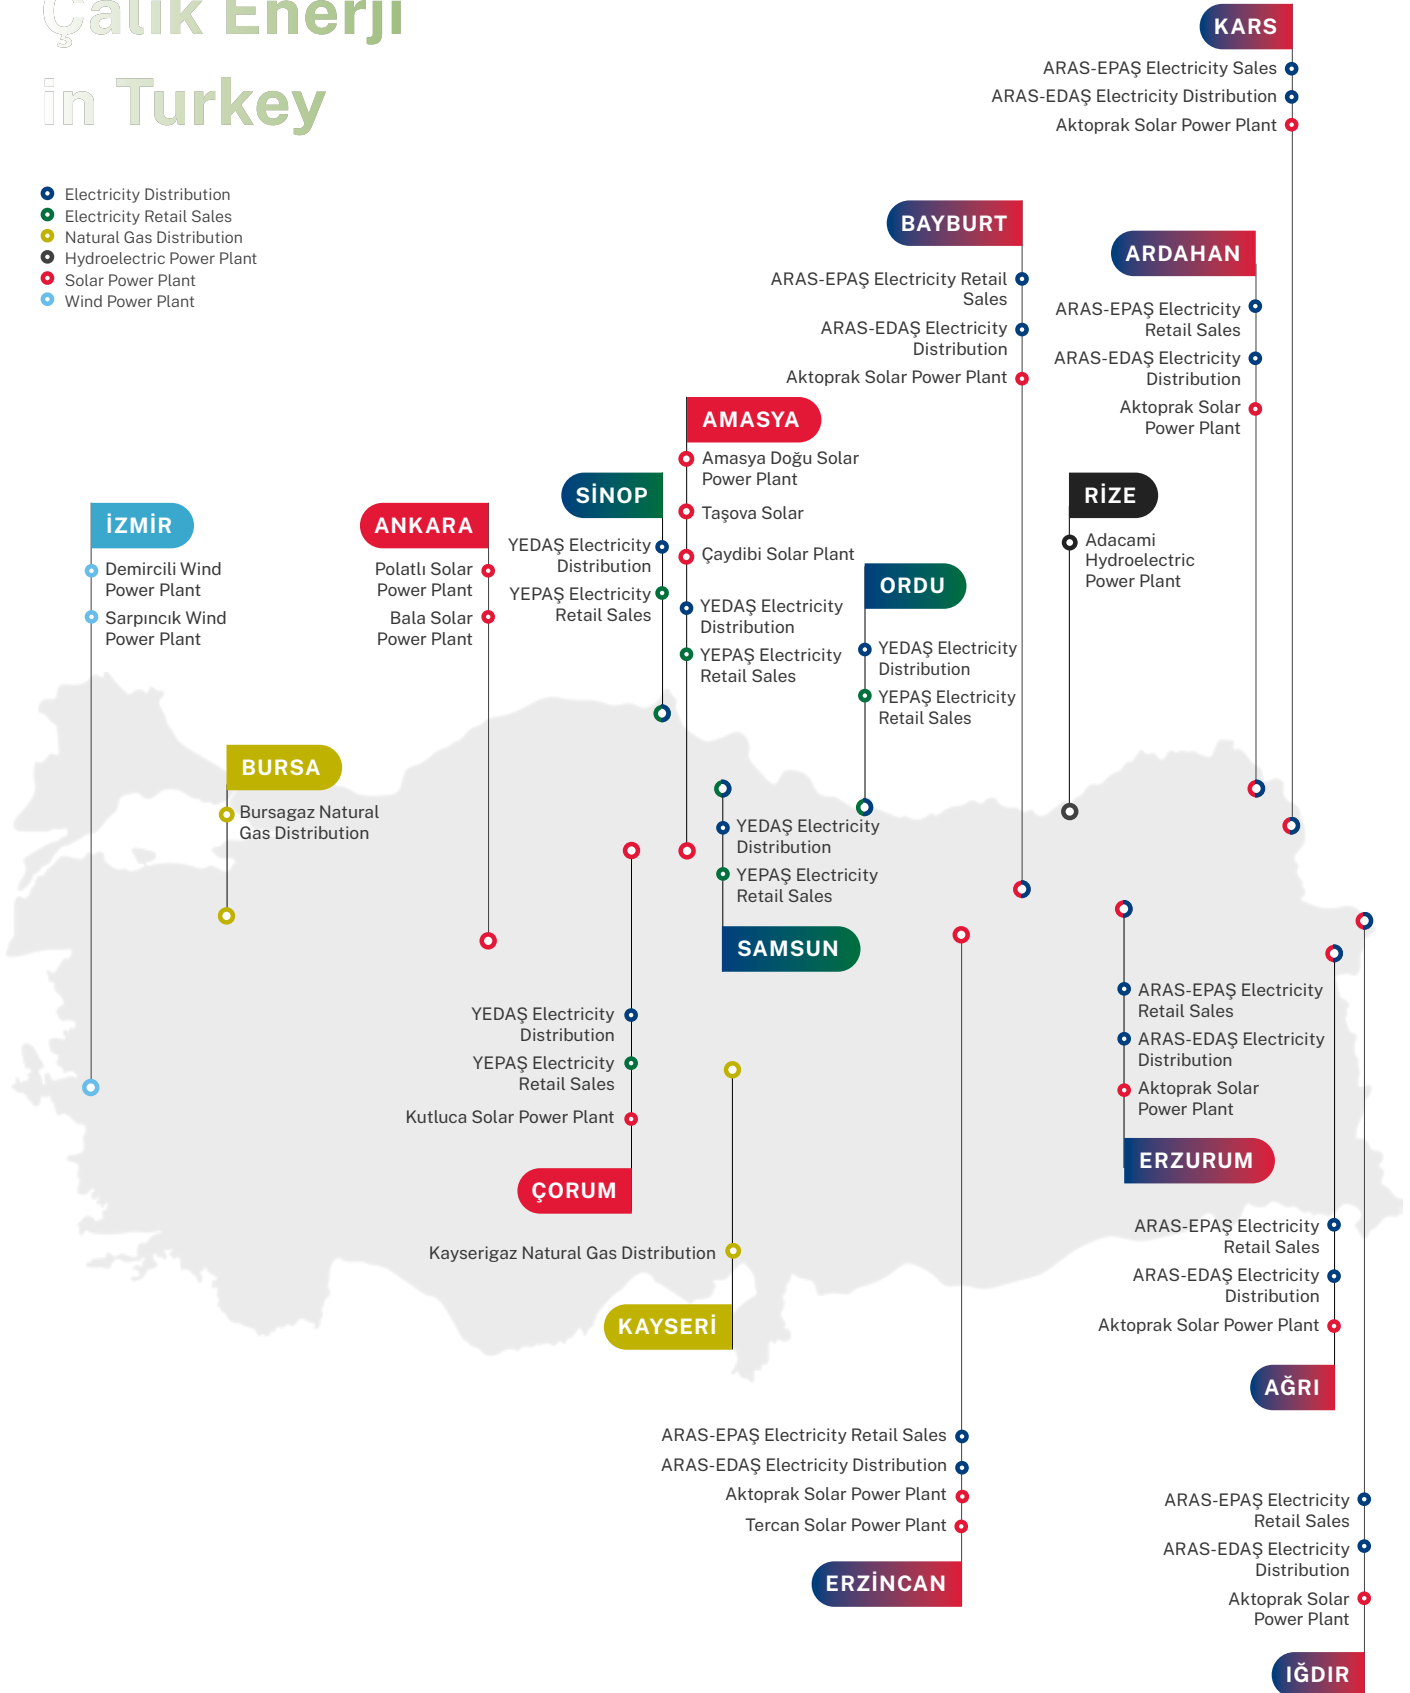 Çalık Enerji
in Turkey
Electricity Distribution
Electricity Retail Sales
Natural Gas Distribution
Hydroelectric Power Plant
Solar Power Plant
Wind Power Plant
KARS
ARAS-EPAŞ Electricity Sales
ARAS-EDAŞ Electricity Distribution
Aktoprak Solar Power Plant
BAYBURT
ARAS-EPAŞ Electricity Retail
Sales
ARAS-EDAŞ Electricity
Distribution
Aktoprak Solar Power Plant
ARDAHAN
ARAS-EPAŞ Electricity
Retail Sales
ARAS-EDAŞ Electricity
Distribution
Aktoprak Solar
Power Plant
AMASYA
Amasya Doğu Solar
Power Plant
Taşova Solar
Çaydibi Solar Plant
YEDAŞ Electricity
Distribution
YEPAŞ Electricity
Retail Sales
SİNOP
YEDAŞ Electricity
Distribution
YEPAŞ Electricity
Retail Sales
RİZE
Adacami
Hydroelectric
Power Plant
İZMİR
Demircili Wind
Power Plant
Sarpıncık Wind
Power Plant
ANKARA
Polatlı Solar
Power Plant
Bala Solar
Power Plant
ORDU
YEDAŞ Electricity
Distribution
YEPAŞ Electricity
Retail Sales
BURSA
Bursagaz Natural
Gas Distribution
YEDAŞ Electricity
Distribution
YEPAŞ Electricity
Retail Sales
SAMSUN
YEDAŞ Electricity
Distribution
YEPAŞ Electricity
Retail Sales
Kutluca Solar Power Plant
ÇORUM
ARAS-EPAŞ Electricity
Retail Sales
ARAS-EDAŞ Electricity
Distribution
Aktoprak Solar
Power Plant
ERZURUM
Kayserigaz Natural Gas Distribution
KAYSERİ
ARAS-EPAŞ Electricity
Retail Sales
ARAS-EDAŞ Electricity
Distribution
Aktoprak Solar Power Plant
AĞRI
ARAS-EPAŞ Electricity Retail Sales
ARAS-EDAŞ Electricity Distribution
Aktoprak Solar Power Plant
Tercan Solar Power Plant
ERZİNCAN
ARAS-EPAŞ Electricity
Retail Sales
ARAS-EDAŞ Electricity
Distribution
Aktoprak Solar
Power Plant
IĞDIR